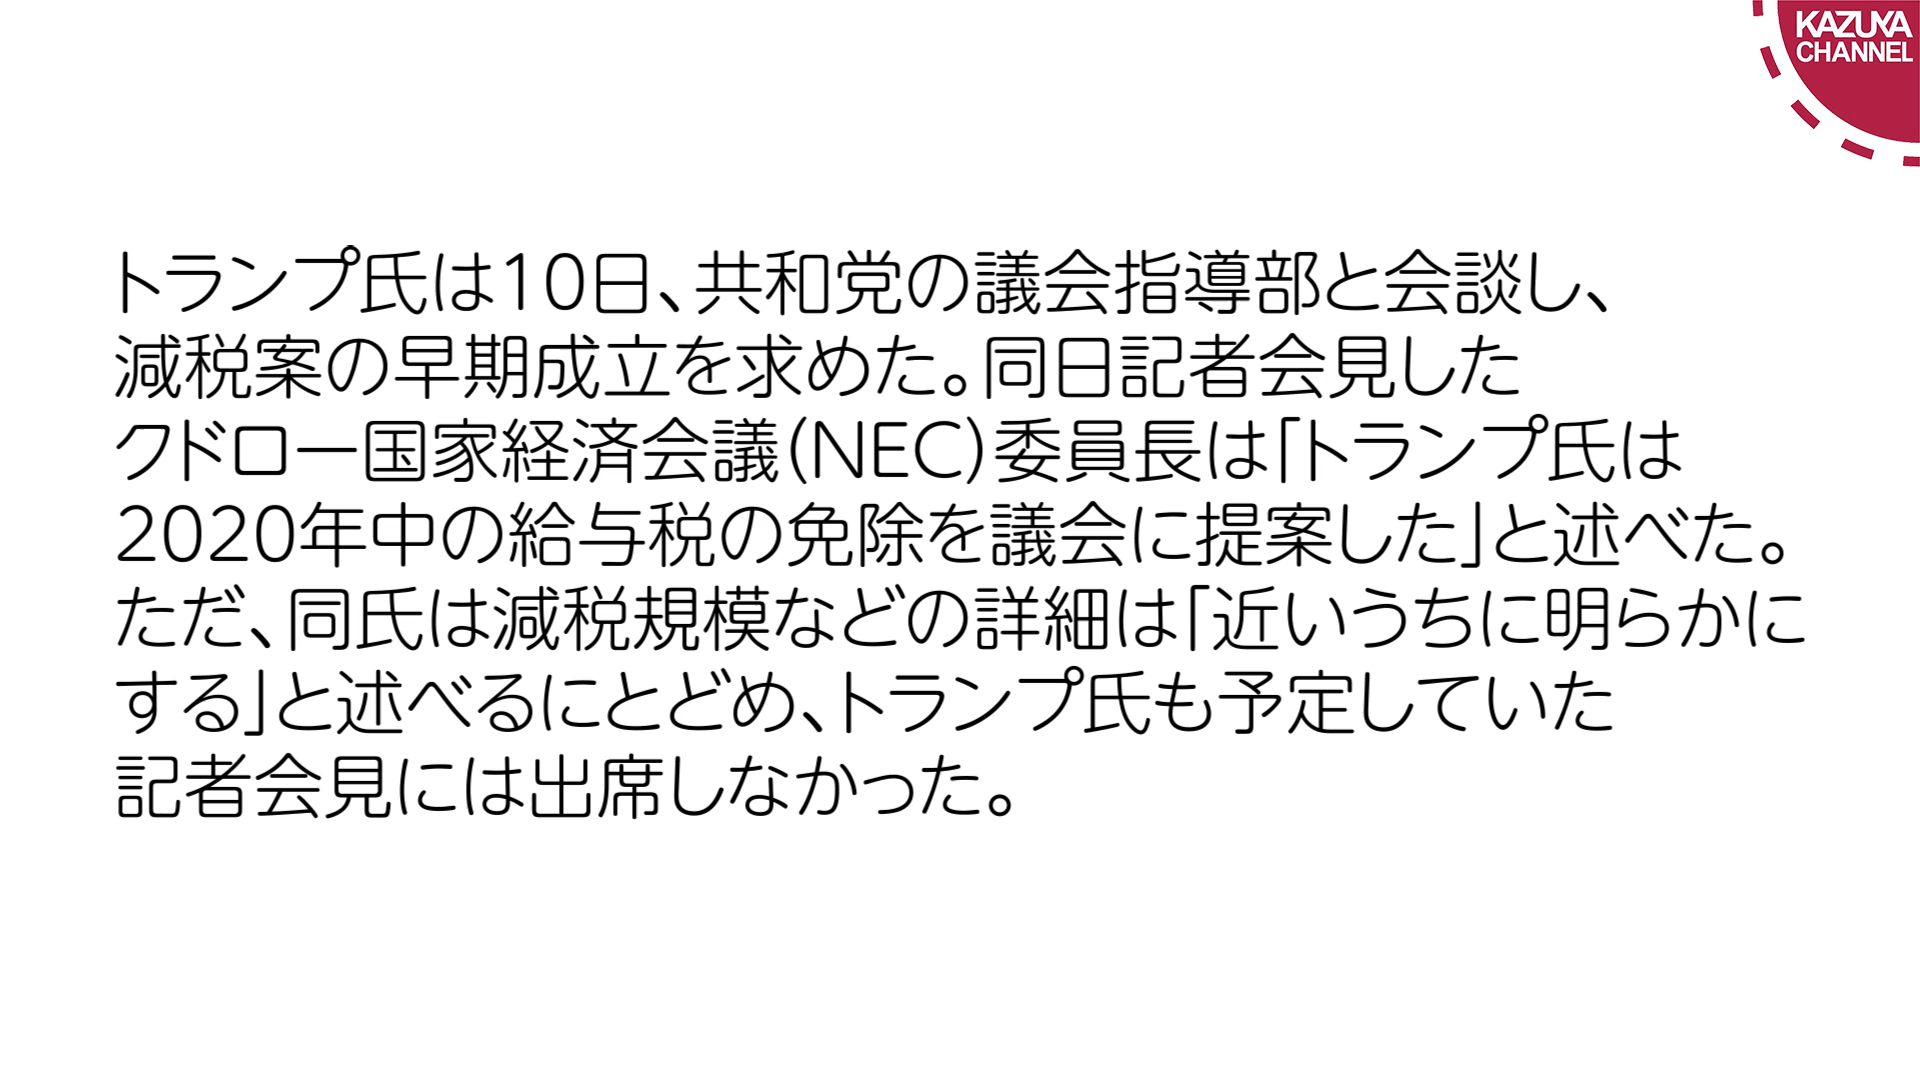 KAZUYA
CHANNEL
トランプ氏は10日、共和党の議会指導部と会談し、
減税案の早期成立を求めた。同日記者会見した
クドロー国家経済会議(NEC)委員長は「トランプ氏は
2020年中の給与税の免除を議会に提案した」と述べた。
ただ、同氏は減税規模などの詳細は「近いうちに明らかに
する」と述べるにとどめ、トランプ氏も予定していた
記者会見には出席しなかった。